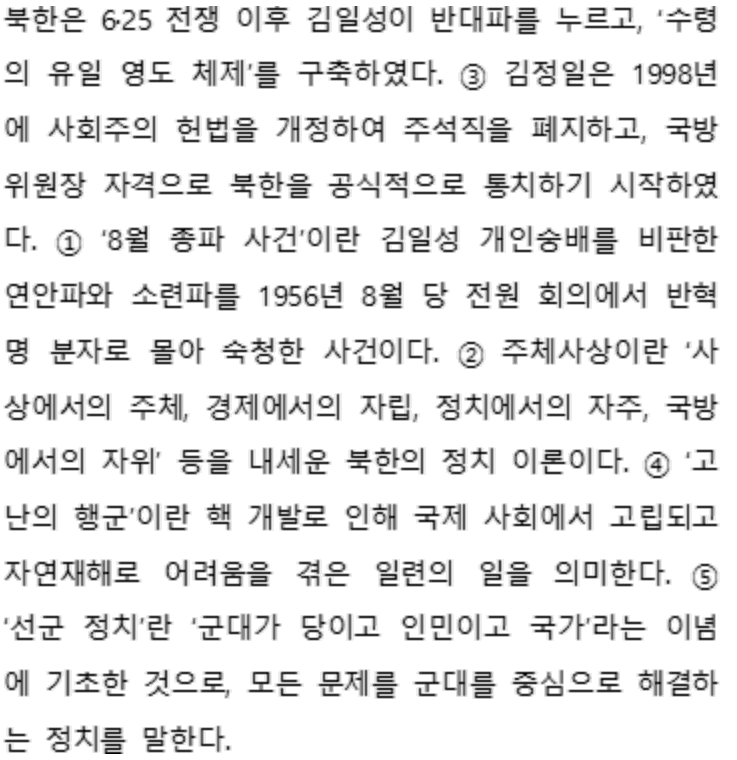 북한은 6·25 전쟁 이후 김일성이 반대파를 누르고, '수령
의 유일 영도 체제'를 구축하였다. ③ 김정일은 1998년
에 사회주의 헌법을 개정하여 주석직을 폐지하고, 국방
위원장 자격으로 북한을 공식적으로 통치하기 시작하였
다. ① '8월 종파 사건'이란 김일성 개인숭배를 비판한
연안파와 소련파를 1956년 8월 당 전원 회의에서 반혁
명 분자로 몰아 숙청한 사건이다. ② 주체사상이란 '사
상에서의 주체, 경제에서의 자립, 정치에서의 자주, 국방
에서의 자위' 등을 내세운 북한의 정치 이론이다. ④ '고
난의 행군'이란 핵 개발로 인해 국제 사회에서 고립되고
자연재해로 어려움을 겪은 일련의 일을 의미한다. ⑤
'선군 정치'란 '군대가 당이고 인민이고 국가'라는 이념
에 기초한 것으로, 모든 문제를 군대를 중심으로 해결하
는 정치를 말한다.